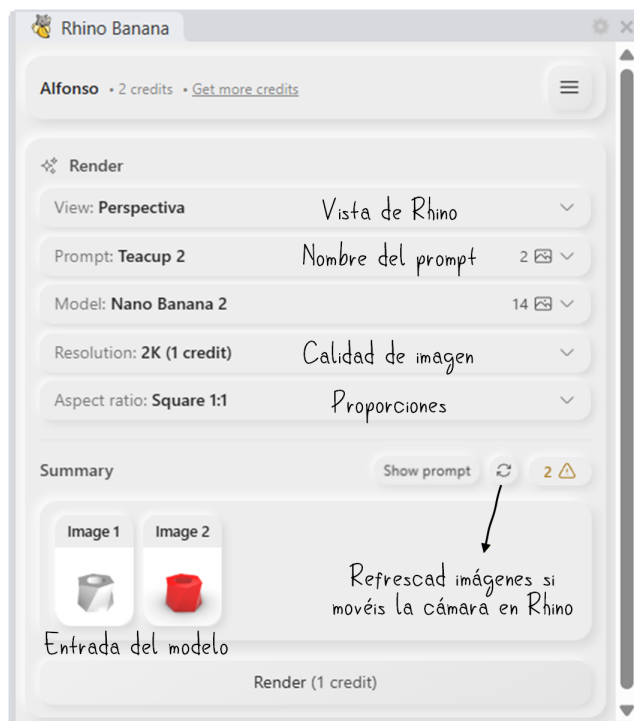 Rhino Banana
Alfonso • 2 credits • Get more credits
Render
View: Perspectiva Vista de Rhino
Prompt: Teacup 2 Nombre del prompt 2
Model: Nano Banana 2 14
Resolution: 2K (1 credit) Calidad de imagen
Aspect ratio: Square 1:1 Proporciones
Summary Show prompt 2
Image 1 Image 2
Refrescad imágenes si
movéis la cámara en Rhino
Entrada del modelo
Render (1 credit)